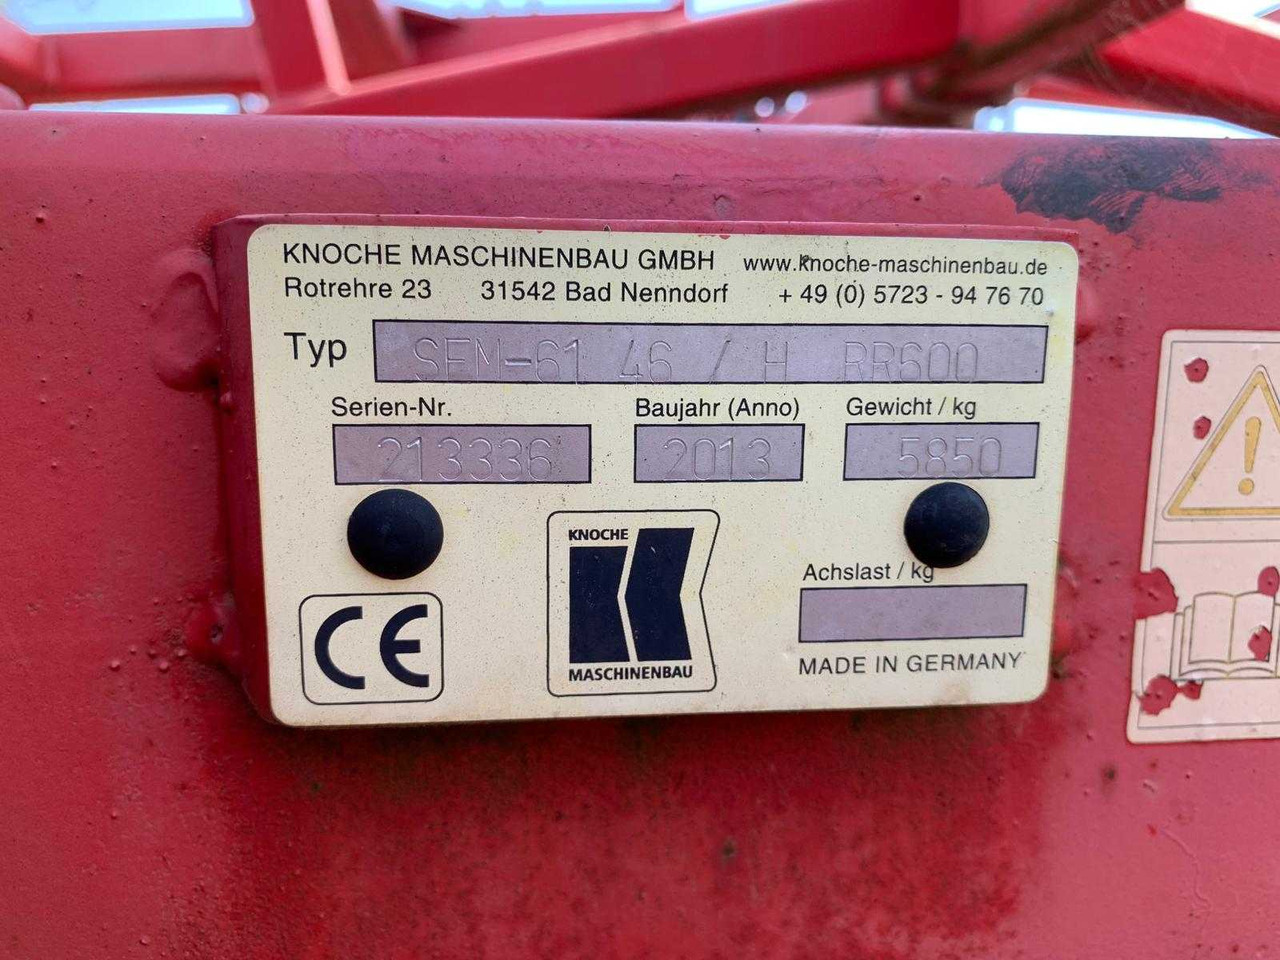 KNOCHE MASCHINENBAU GMBH www.knoche-maschinenbau.de
Rotrehre 23 31542 Bad Nenndorf + 49 (0) 5723 - 94 76 70
Typ SEM-61 46 / H RR600
Serien-Nr. Baujahr (Anno) Gewicht / kg
213336 2013 5850
KNOCHE
MASCHINENBAU
CE
Achslast / kg
MADE IN GERMANY